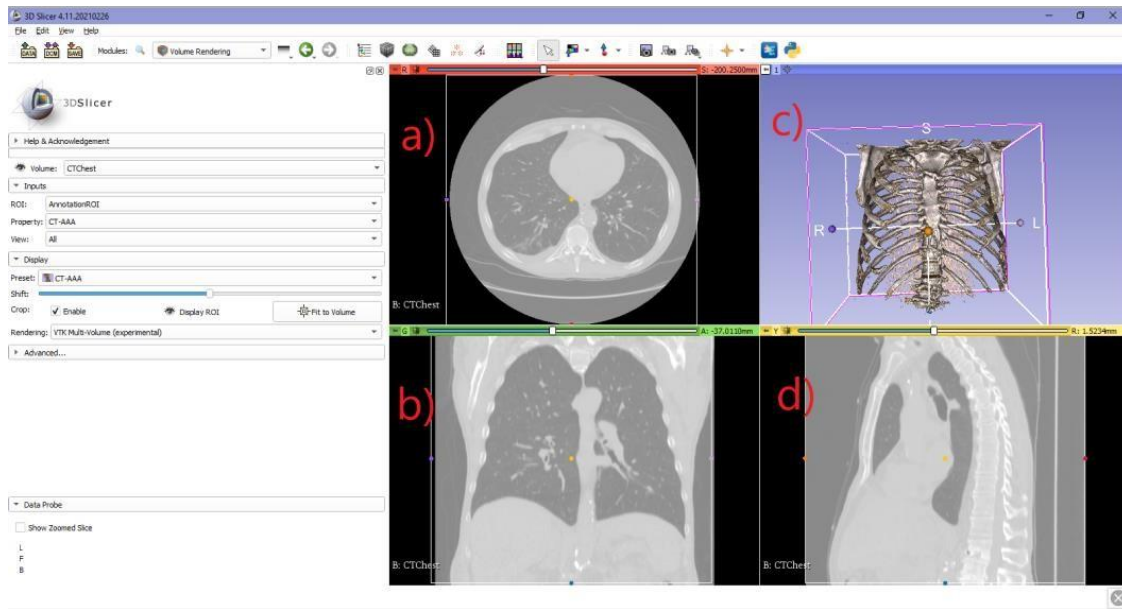 3D Slicer 4.11.20210226
File Edit View Help
DATA DCM SAVE Modules: Volume Rendering
3DSlicer
Help & Acknowledgement
Volume: CTChest
Inputs
ROI: AnnotationROI
Property: CT-AAA
View: All
Display
Preset: CT-AAA
Shift:
Crop: Enable Display ROI Fit to Volume
Rendering: VTK Multi-Volume (experimental)
Advanced...
Data Probe
Show Zoomed Slice
L
F
B
R S: -200.2500mm
a)
B: CTChest
1
c)
S
R L
G A: -37.0110mm
b)
B: CTChest
Y R: 1.5234mm
d)
B: CTChest